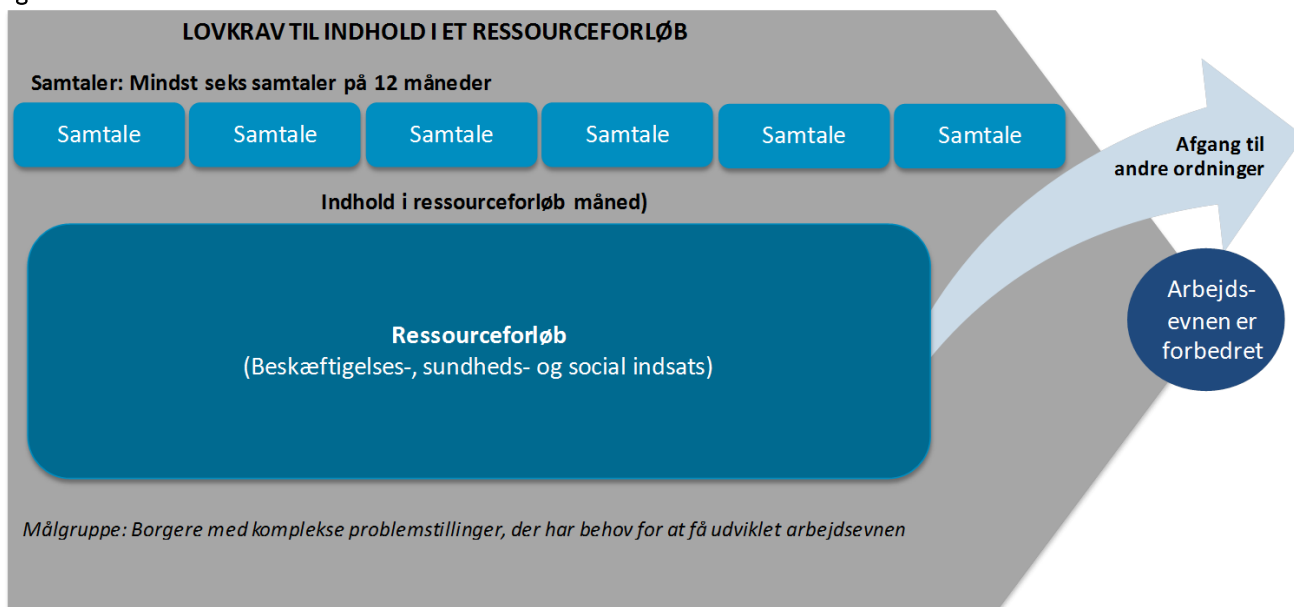 LOVKRAV TIL INDHOLD I ET RESSOURCEFORLØB
Samtaler: Mindst seks samtaler på 12 måneder
Samtale Samtale Samtale Samtale Samtale Samtale
Afgang til
andre ordninger
Indhold i ressourceforløb måned)
Arbejds-
evnen er
forbedret
Ressourceforløb
(Beskæftigelses-, sundheds- og social indsats)
Målgruppe: Borgere med komplekse problemstillinger, der har behov for at få udviklet arbejdsevnen